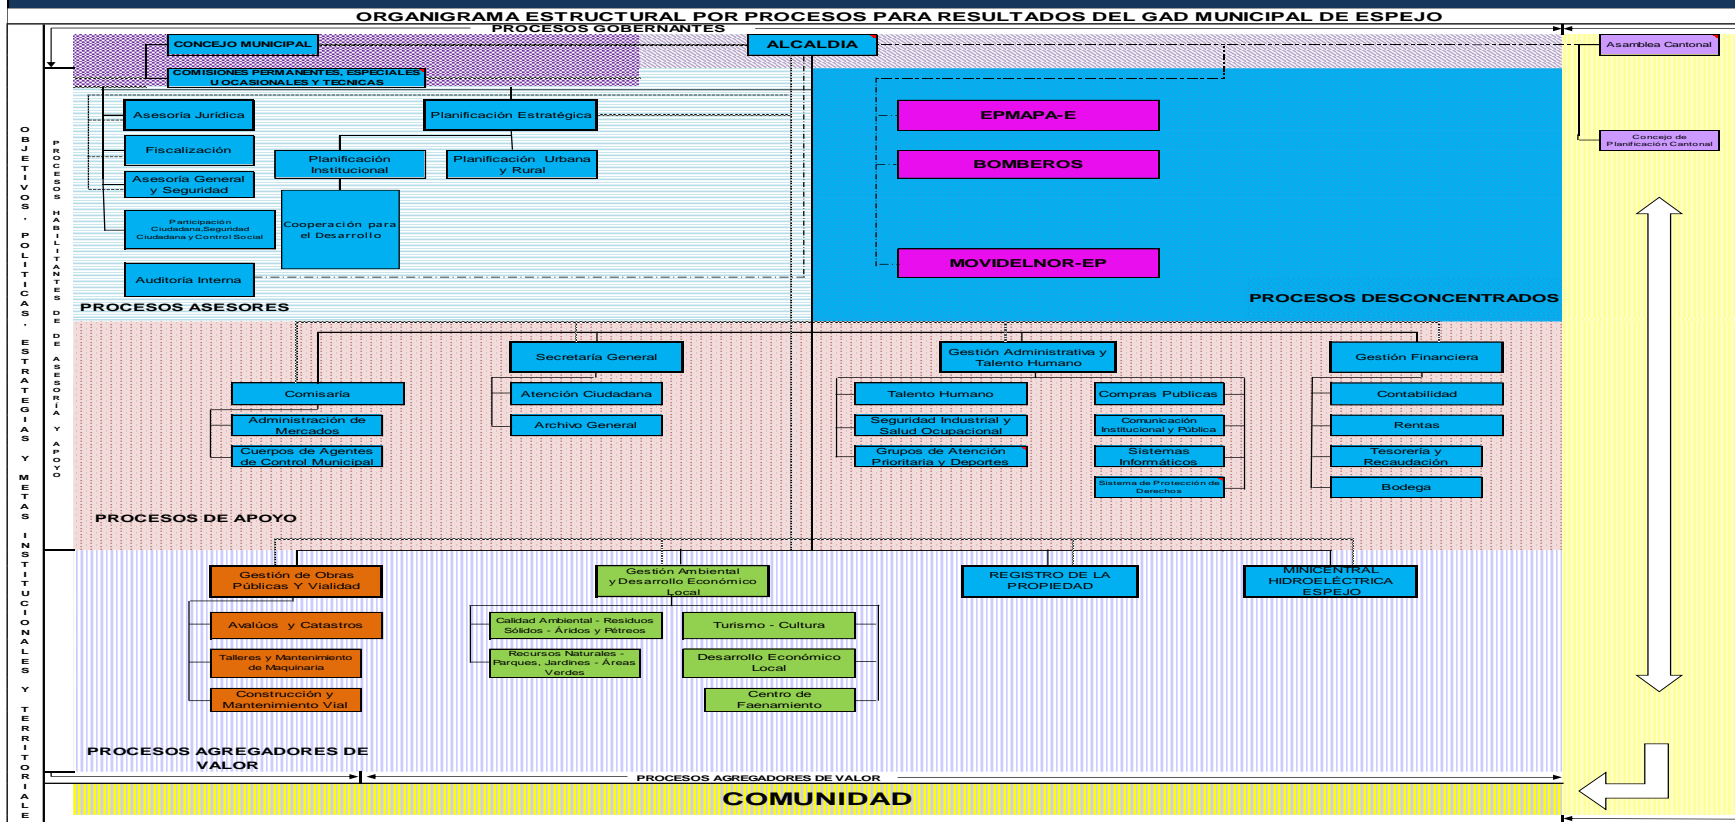 ORGANIGRAMA ESTRUCTURAL POR PROCESOS PARA RESULTADOS DEL GAD MUNICIPAL DE ESPEJO
PROCESOS GOBERNANTES
CONCEJO MUNICIPAL
ALCALDIA
Asamblea Cantonal
COMISIONES PERMANENTES, ESPECIALES
U OCASIONALES Y TECNICAS
Asesoría Jurídica
Planificación Estratégica
EPMAPA-E
Concejo de
Planificación Cantonal
Fiscalización
Planificación
Institucional
Planificación Urbana
y Rural
BOMBEROS
Asesoría General
y Seguridad
Participación
Ciudadana,Seguridad
Ciudadana y Control Social
Cooperación para
el Desarrollo
MOVIDELNOR-EP
Auditoría Interna
PROCESOS ASESORES
PROCESOS DESCONCENTRADOS
OBJETIVOS, POLITICAS, ESTRATEGIAS Y METAS INSTITUCIONALES Y TERRITORIALE
PROCESOS HABILITANTES DE DE ASESORÍA Y APOYO
Secretaría General
Gestión Administrativa y
Talento Humano
Gestión Financiera
Comisaría
Atención Ciudadana
Talento Humano
Compras Publicas
Contabilidad
Administración de
Mercados
Archivo General
Seguridad Industrial y
Salud Ocupacional
Comunicación
Institucional y Pública
Rentas
Cuerpos de Agentes
de Control Municipal
Grupos de Atención
Prioritaria y Deportes
Sistemas
Informáticos
Tesorería y
Recaudación
Sistema de Protección de
Derechos
Bodega
PROCESOS DE APOYO
Gestión de Obras
Públicas Y Vialidad
Gestión Ambiental
y Desarrollo Económico
Local
REGISTRO DE LA
PROPIEDAD
MINICENTRAL
HIDROELÉCTRICA
ESPEJO
Avalúos y Catastros
Calidad Ambiental - Residuos
Sólidos - Áridos y Pétreos
Turismo - Cultura
Talleres y Mantenimiento
de Maquinaria
Recursos Naturales -
Parques, Jardines - Áreas
Verdes
Desarrollo Económico
Local
Construcción y
Mantenimiento Vial
Centro de
Faenamiento
PROCESOS AGREGADORES DE
VALOR
PROCESOS AGREGADORES DE VALOR
COMUNIDAD